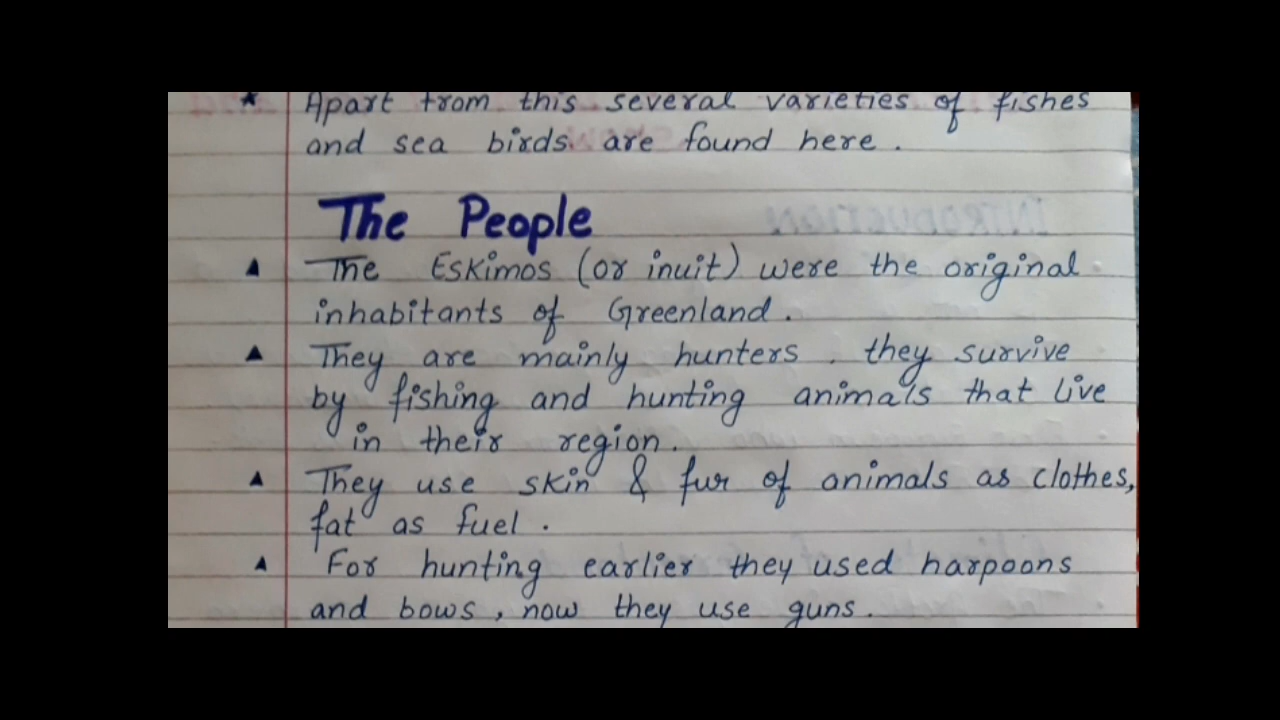 ★ Apart from this several varieties of fishes
and sea birds are found here.
The People
▲ The Eskimos (or inuit) were the original
inhabitants of Greenland.
▲ They are mainly hunters. they survive
by fishing and hunting animals that live
in their region.
▲ They use skin & fur of animals as clothes,
fat as fuel.
▲ For hunting earlier they used harpoons
and bows, now they use guns.